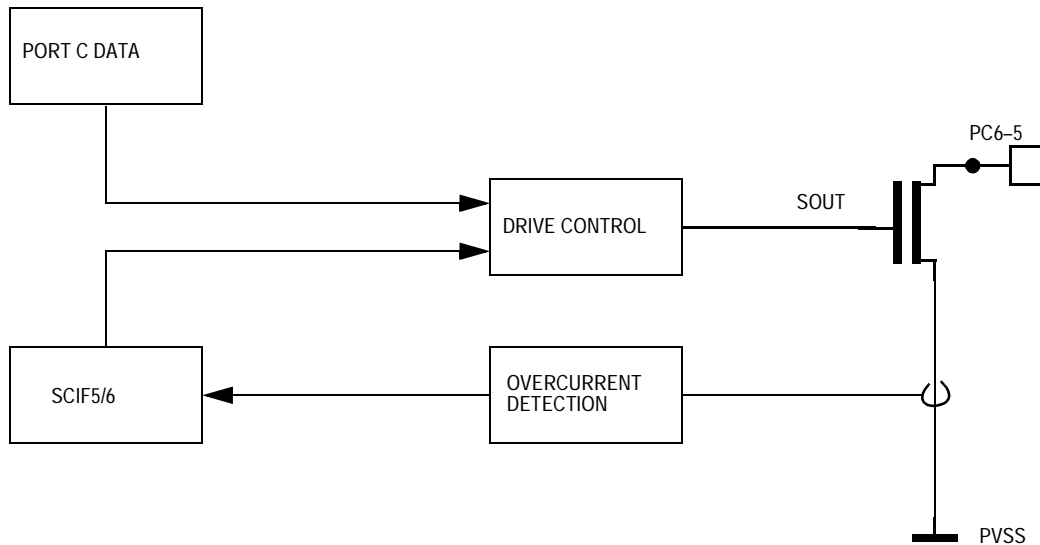 PORT C DATA
PC6–5
SOUT
DRIVE CONTROL
SCIF5/6
OVERCURRENT
DETECTION
PVSS